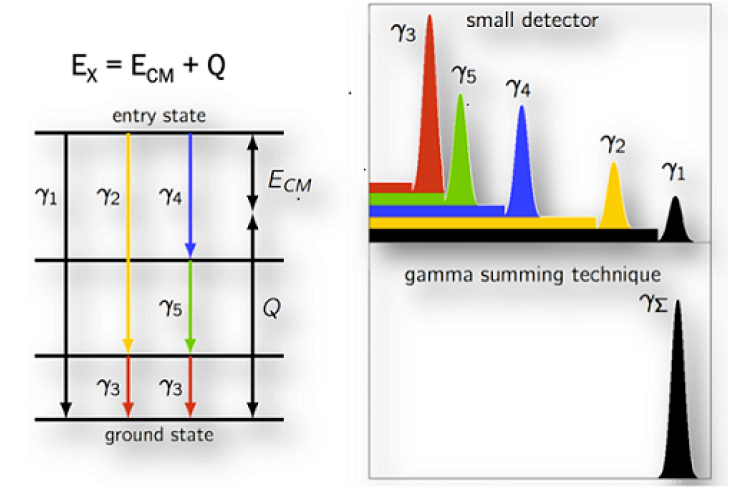 E_X = E_CM + Q
entry state
γ1 γ2 γ4 E_CM
γ5 Q
γ3 γ3
ground state
small detector
γ3
γ5
γ4
γ2
γ1
gamma summing technique
γΣ